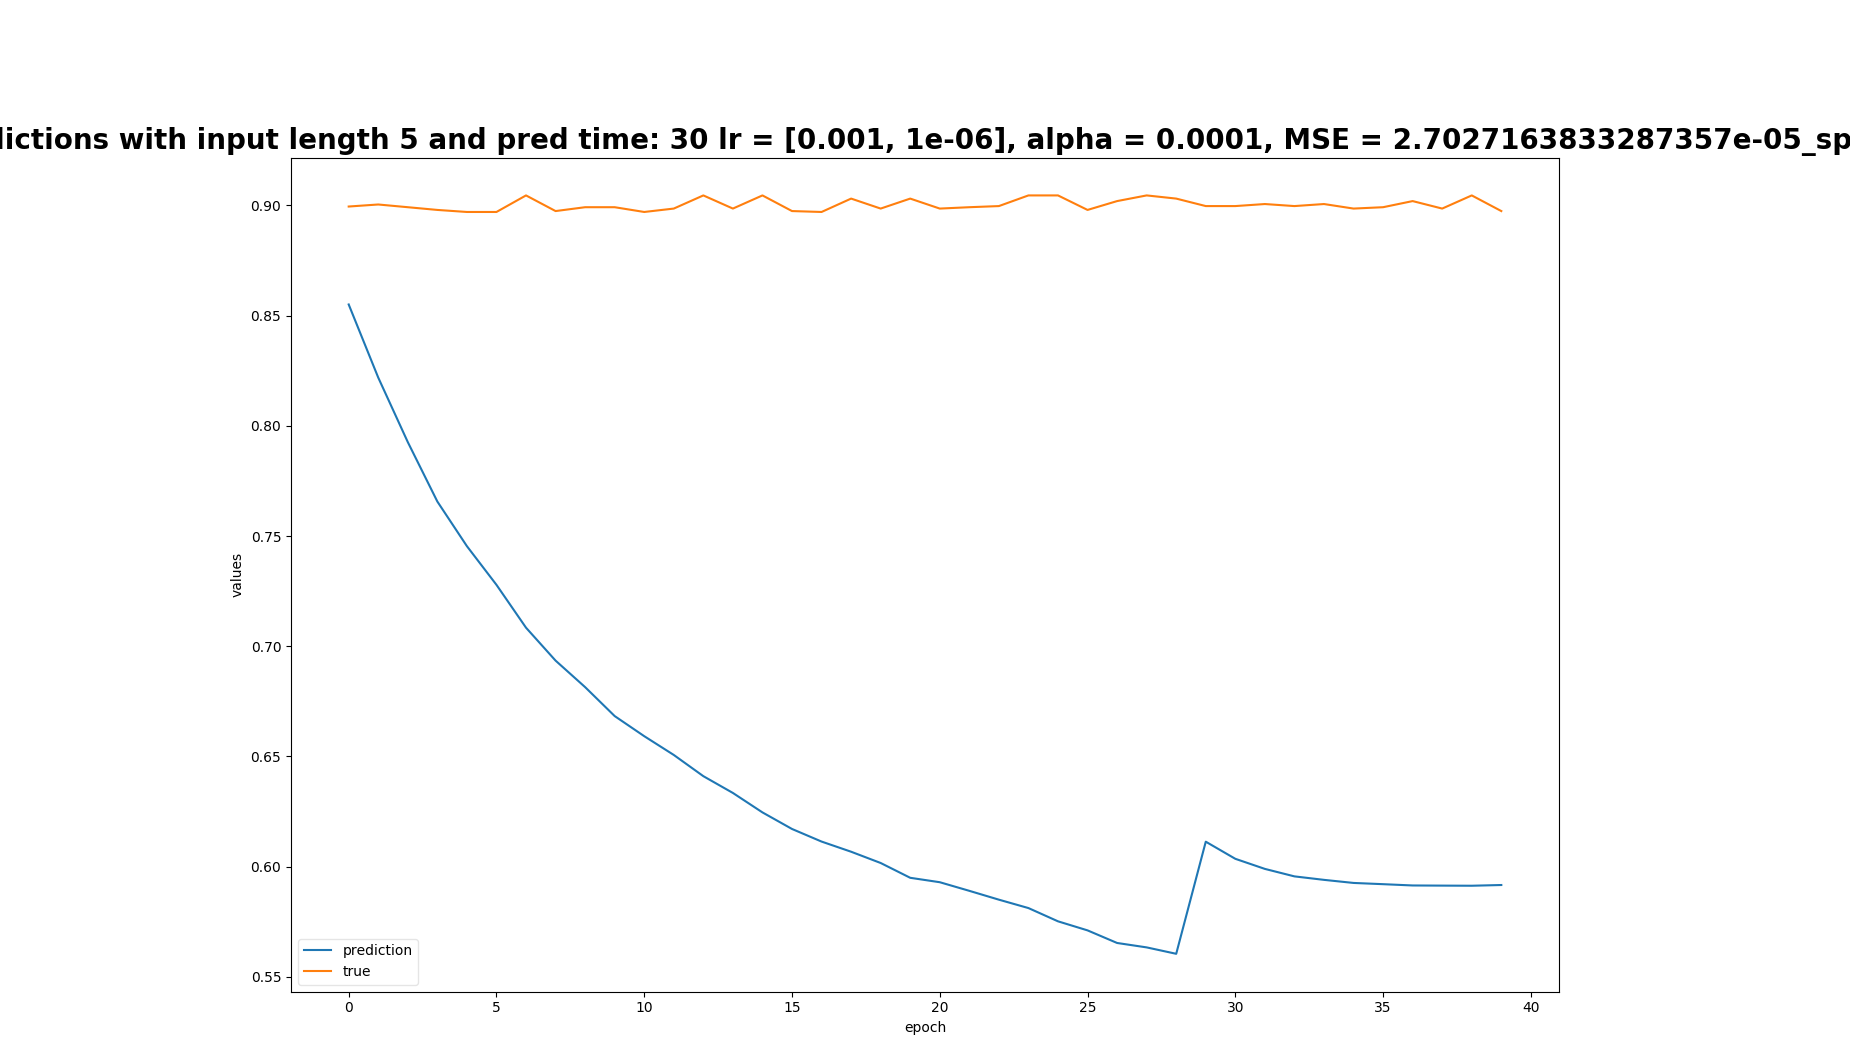 lictions with input length 5 and pred time: 30 lr = [0.001, 1e-06], alpha = 0.0001, MSE = 2.7027163833287357e-05_sp
0.90
0.85
0.80
0.75
values
0.70
0.65
0.60
0.55
prediction
true
0 5 10 15 20 25 30 35 40
epoch